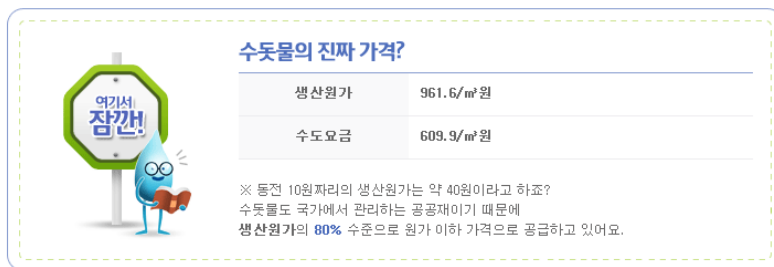 수돗물의 진짜 가격?
여기서
잠깐!
생산원가 961.6/㎥원
수도요금 609.9/㎥원
※ 동전 10원짜리의 생산원가는 약 40원이라고 하죠?
수돗물도 국가에서 관리하는 공공재이기 때문에
생산원가의 80% 수준으로 원가 이하 가격으로 공급하고 있어요.